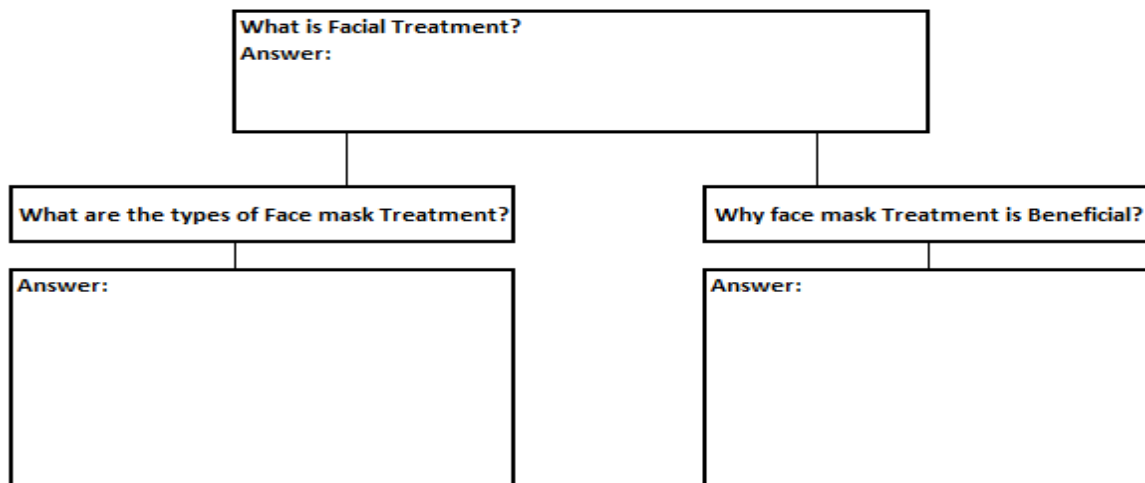 What is Facial Treatment?
Answer:
What are the types of Face mask Treatment?
Why face mask Treatment is Beneficial?
Answer:
Answer: